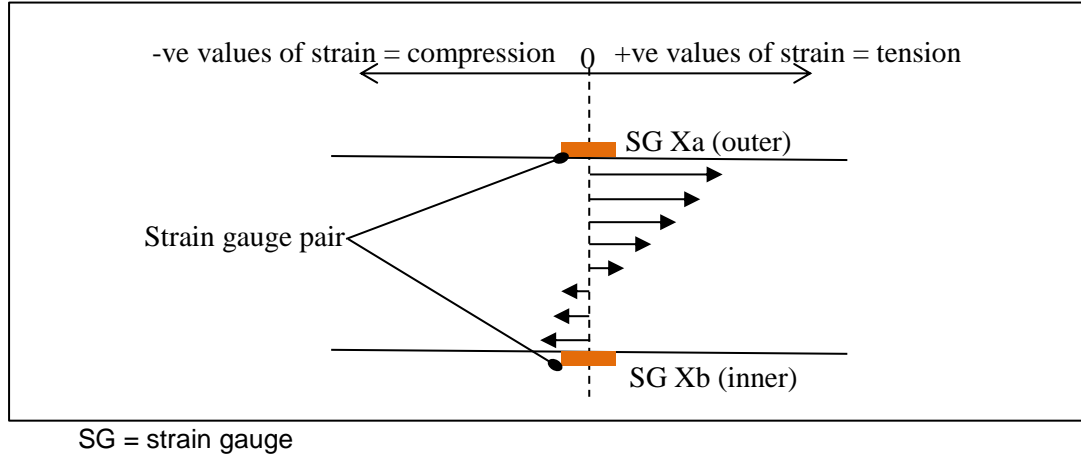 -ve values of strain = compression 0 +ve values of strain = tension
SG Xa (outer)
Strain gauge pair
SG Xb (inner)
SG = strain gauge